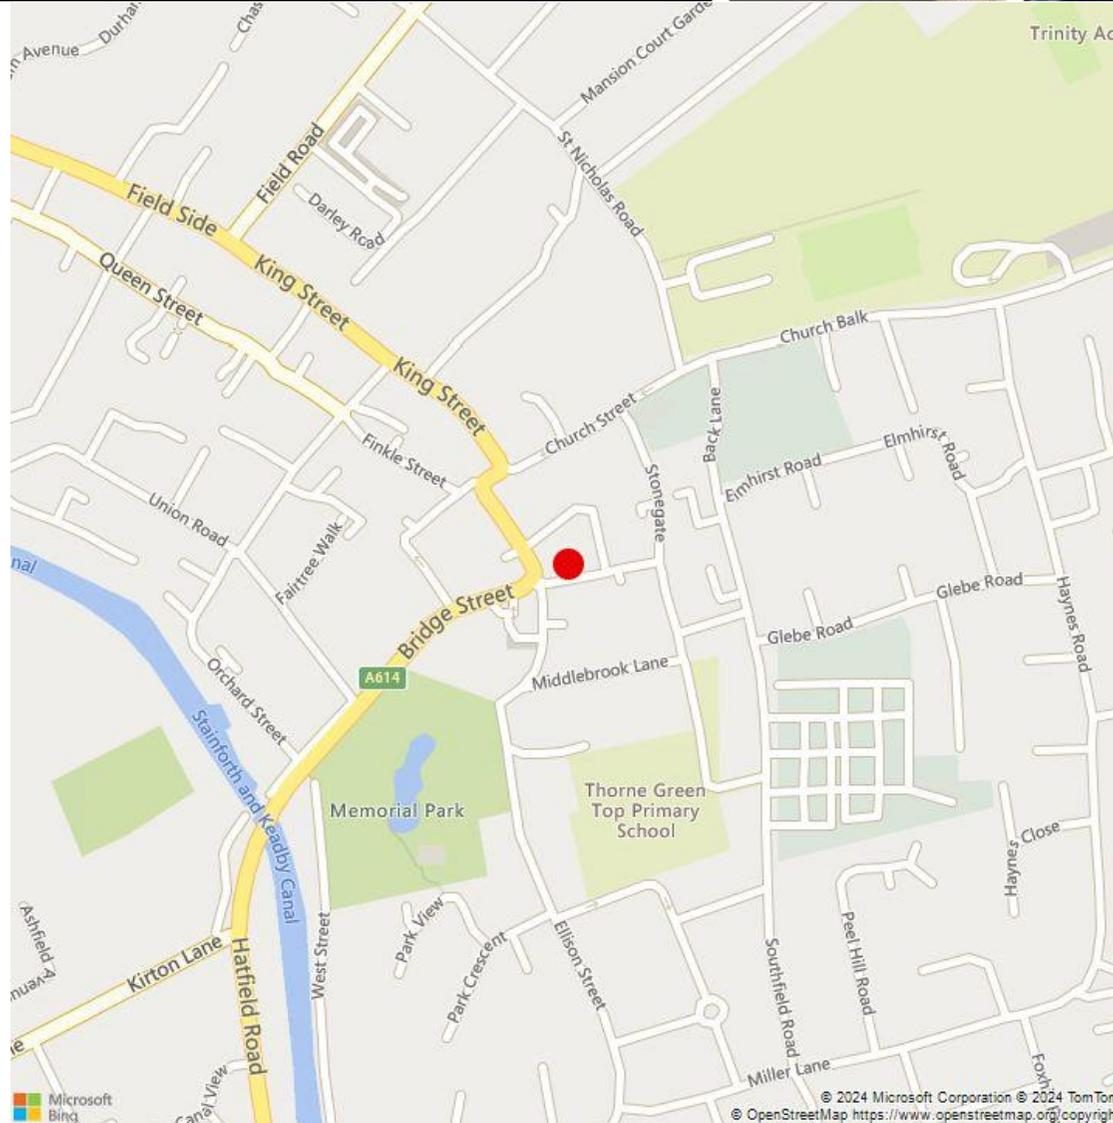 Trinity Ac
n Avenue
Durhan
Chas
Mansion Court Garde
Field Road
St Nicholas Road
Darley Road
Field Side
King Street
Queen Street
Church Balk
King Street
Church Street
Back Lane
Finkle Street
Elmhirst Road
Elmhirst Road
Stonegate
Union Road
Fairtree Walk
nal
Bridge Street
Glebe Road
Glebe Road
Haynes Road
Middlebrook Lane
A614
Orchard Street
Stainforth and Keadby Canal
Memorial Park
Thorne Green
Top Primary
School
Haynes Close
Ashfield Avenue
Kirton Lane
Hatfield Road
West Street
Park View
Park Crescent
Ellison Street
Southfield Road
Peel Hill Road
Miller Lane
Foxhi
Canal View
Microsoft
Bing
© 2024 Microsoft Corporation © 2024 TomTom
© OpenStreetMap https://www.openstreetmap.org/copyrigh